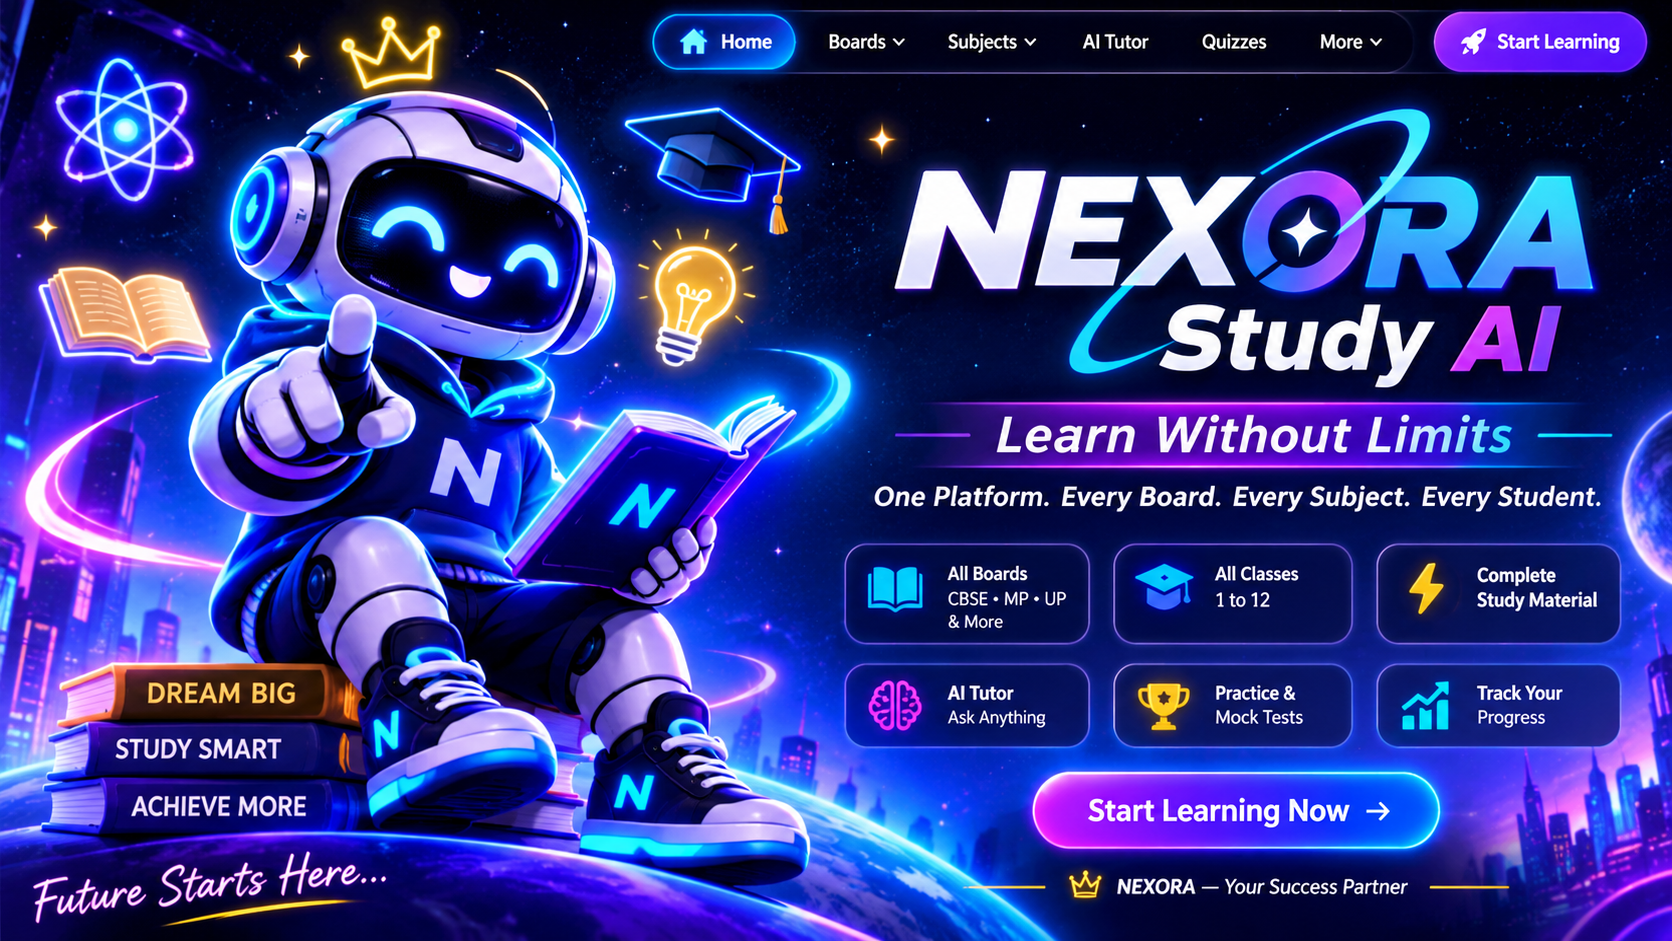 Home
Boards
Subjects
AI Tutor
Quizzes
More
Start Learning
NEXORA
Study AI
Learn Without Limits
One Platform. Every Board. Every Subject. Every Student.
All Boards
CBSE • MP • UP
& More
All Classes
1 to 12
Complete
Study Material
AI Tutor
Ask Anything
Practice &
Mock Tests
Track Your
Progress
Start Learning Now →
NEXORA — Your Success Partner
N
N
DREAM BIG
STUDY SMART
ACHIEVE MORE
N
N
Future Starts Here...